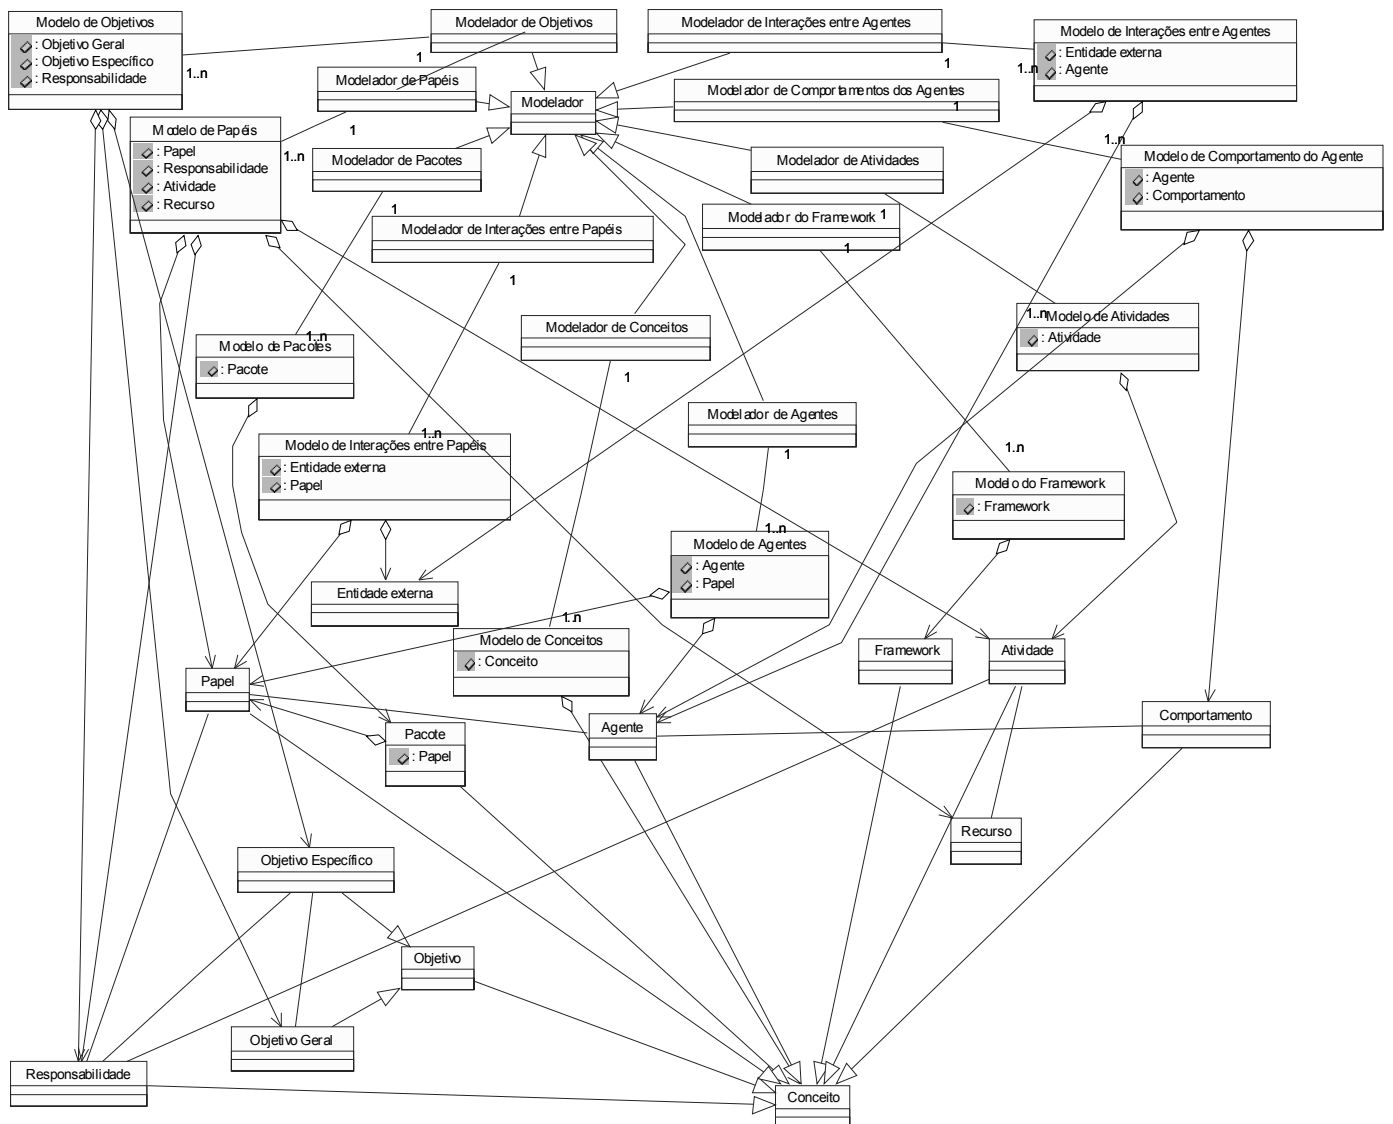 Modelo de Objetivos
: Objetivo Geral
: Objetivo Específico
: Responsabilidade
Modelador de Objetivos
Modelador de Interações entre Agentes
Modelo de Interações entre Agentes
: Entidade externa
: Agente
1..n
1
1
1..n
Modelador de Papéis
Modelador
Modelador de Comportamentos dos Agentes
1
Modelo de Papéis
: Papel
: Responsabilidade
: Atividade
: Recurso
1
1..n
1..n
Modelador de Pacotes
Modelador de Atividades
Modelo de Comportamento do Agente
: Agente
: Comportamento
1
Modelador de Interações entre Papéis
Modelador do Framework
1
1
1
Modelador de Conceitos
1..n
Modelo de Atividades
: Atividade
1..n
Modelo de Pacotes
: Pacote
1
Modelador de Agentes
1..n
Modelo de Interações entre Papéis
: Entidade externa
: Papel
1
1..n
Modelo do Framework
: Framework
1..n
Modelo de Agentes
: Agente
: Papel
Entidade externa
1..n
Modelo de Conceitos
: Conceito
Framework
Atividade
Papel
Pacote
: Papel
Agente
Comportamento
Recurso
Objetivo Específico
Objetivo
Objetivo Geral
Responsabilidade
Conceito